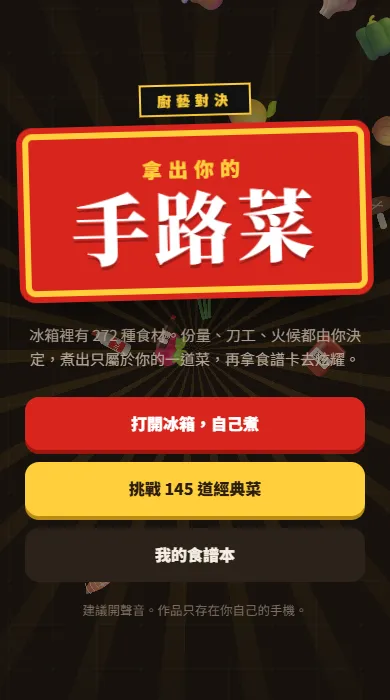 廚藝對決
拿出你的
手路菜
冰箱裡有 272 種食材。份量、刀工、火候都由你決
定，煮出只屬於你的一道菜，再拿食譜卡去炫耀。
打開冰箱，自己煮
挑戰 145 道經典菜
我的食譜本
建議開聲音。作品只存在你自己的手機。